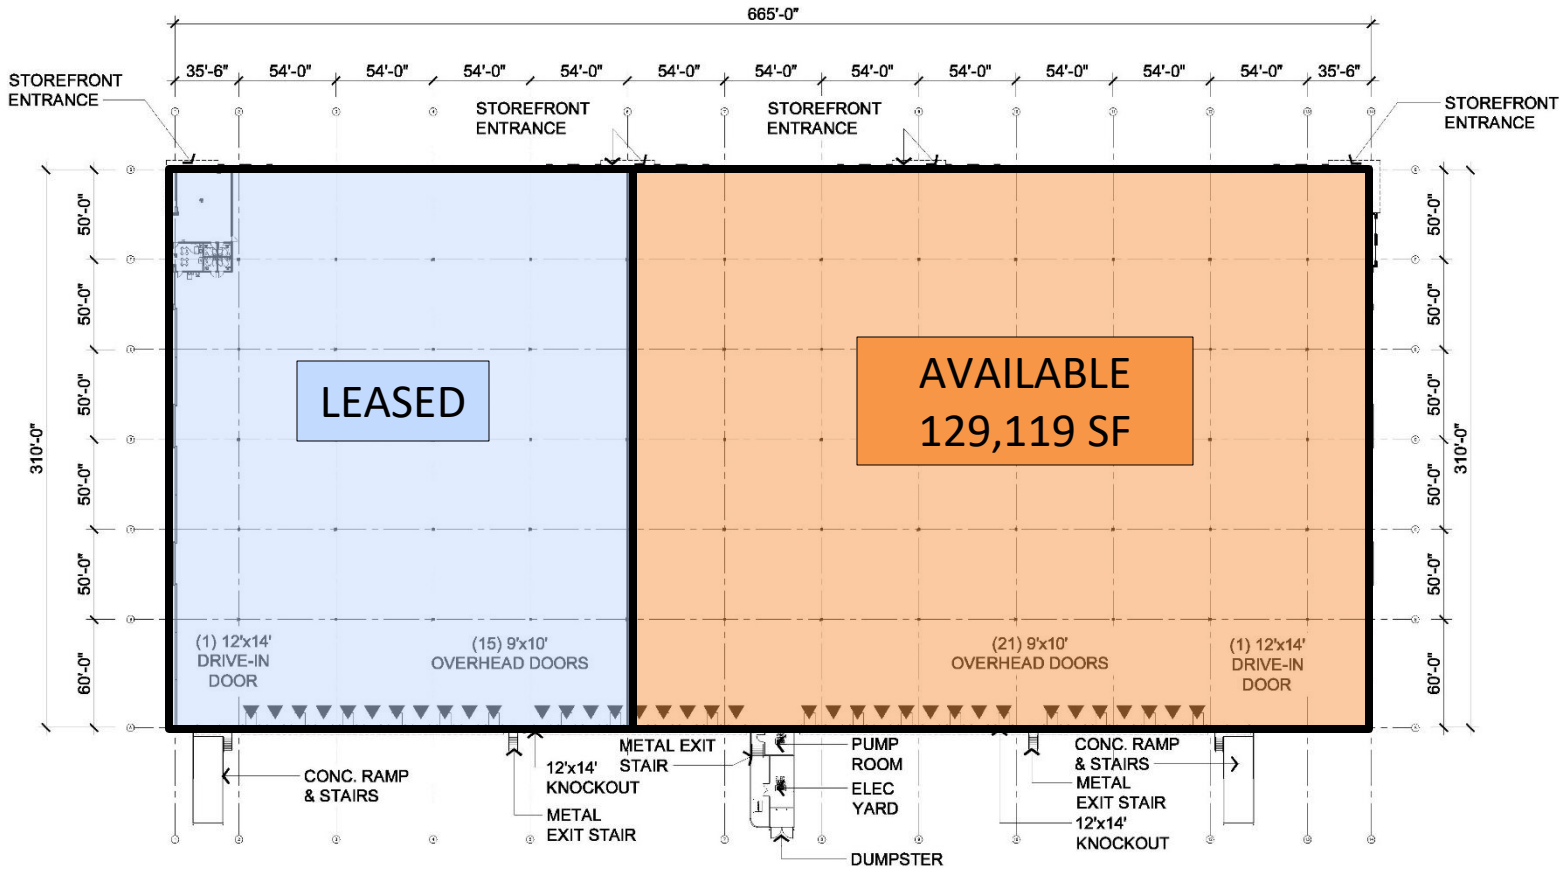 665'-0"
35'-6" 54'-0" 54'-0" 54'-0" 54'-0" 54'-0" 54'-0" 54'-0" 54'-0" 54'-0" 54'-0" 54'-0" 35'-6"
STOREFRONT
ENTRANCE
STOREFRONT
ENTRANCE
STOREFRONT
ENTRANCE
STOREFRONT
ENTRANCE
310'-0"
50'-0"
50'-0"
50'-0"
50'-0"
50'-0"
60'-0"
LEASED
AVAILABLE
129,119 SF
50'-0"
50'-0"
50'-0"
50'-0"
50'-0"
60'-0"
310'-0"
(1) 12'x14'
DRIVE-IN
DOOR
(15) 9'x10'
OVERHEAD DOORS
(21) 9'x10'
OVERHEAD DOORS
(1) 12'x14'
DRIVE-IN
DOOR
CONC. RAMP
& STAIRS
METAL
EXIT STAIR
12'x14'
KNOCKOUT
METAL EXIT
STAIR
PUMP
ROOM
ELEC
YARD
DUMPSTER
CONC. RAMP
& STAIRS
METAL
EXIT STAIR
12'x14'
KNOCKOUT